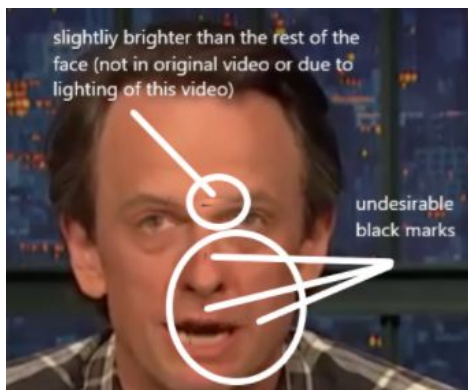 slightliy brighter than the rest of the
face (not in original video or due to
lighting of this video)
undesirable
black marks